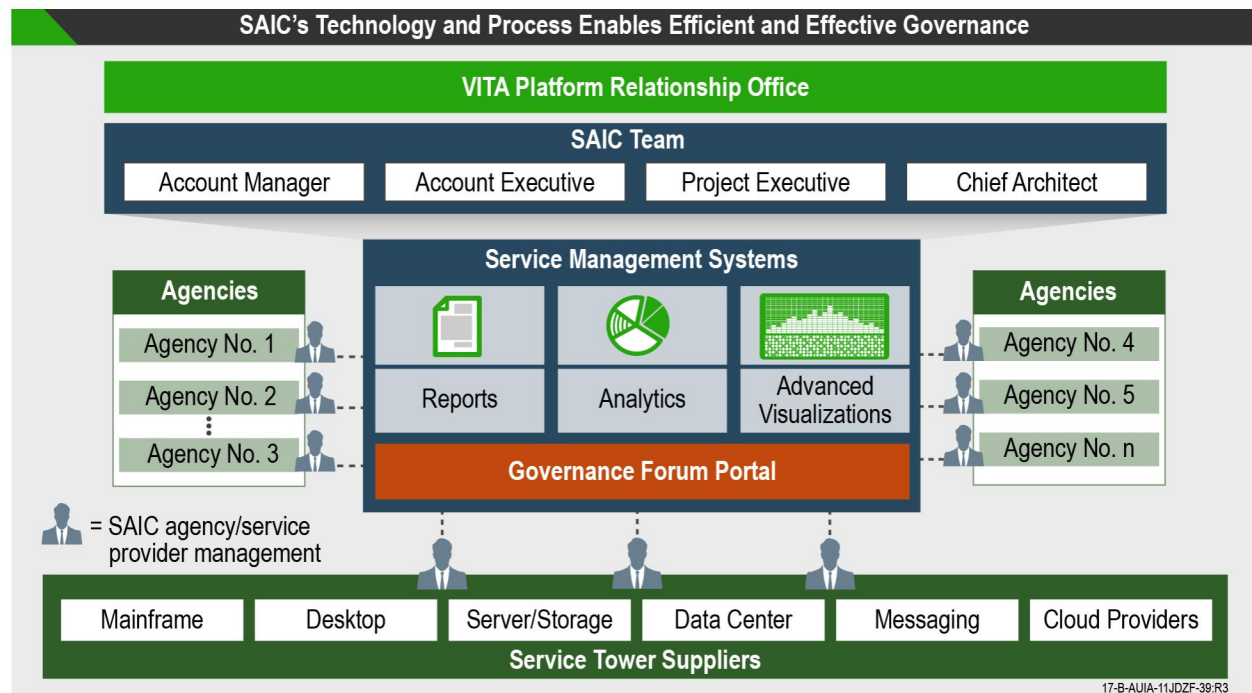 SAIC's Technology and Process Enables Efficient and Effective Governance
VITA Platform Relationship Office
SAIC Team
Account Manager
Account Executive
Project Executive
Chief Architect
Service Management Systems
Reports
Analytics
Advanced
Visualizations
Governance Forum Portal
Agencies
Agency No. 1
Agency No. 2
Agency No. 3
Agencies
Agency No. 4
Agency No. 5
Agency No. n
= SAIC agency/service
provider management
Mainframe
Desktop
Server/Storage
Data Center
Messaging
Cloud Providers
Service Tower Suppliers
17-B-AUIA-11JDZF-39:R3